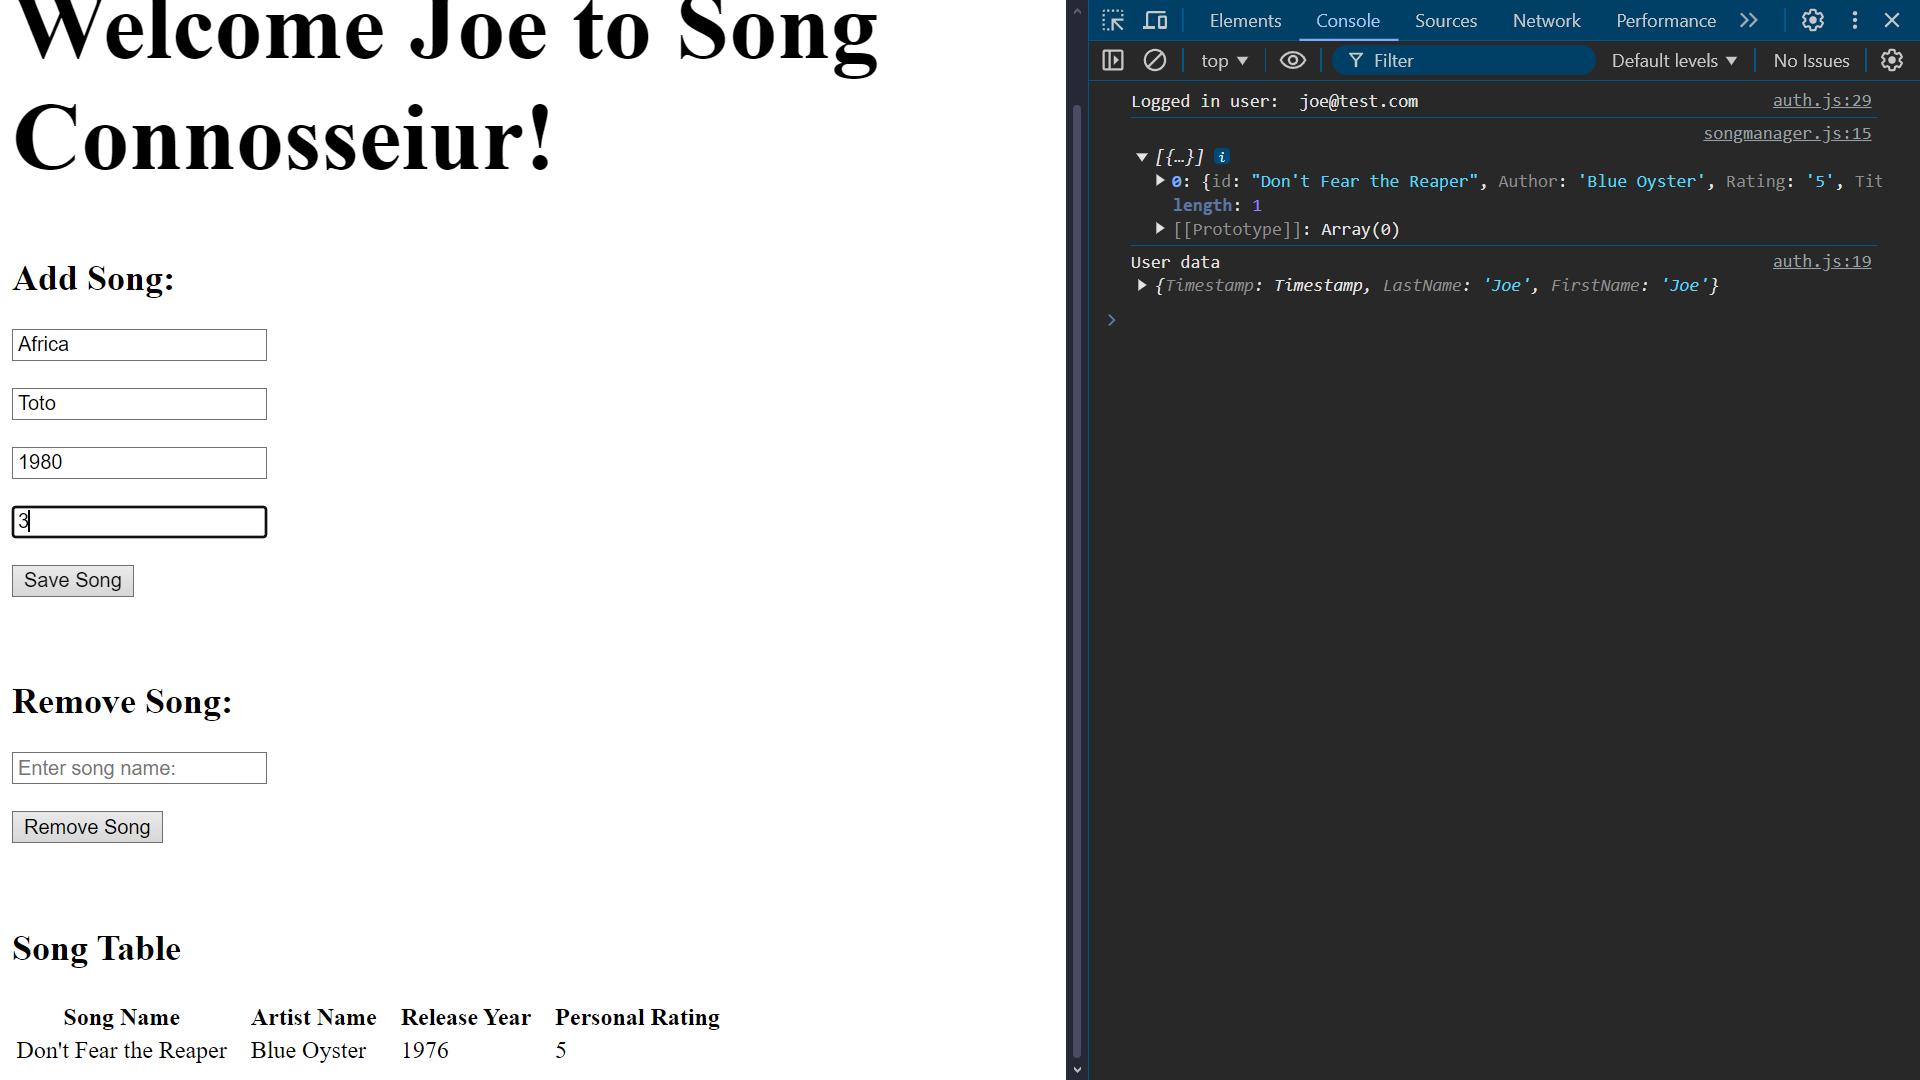 Welcome Joe to Song
Connosseiur!
Add Song:
Africa
Toto
1980
3
Save Song
Remove Song:
Enter song name:
Remove Song
Song Table
Song Name Artist Name Release Year Personal Rating
Don't Fear the Reaper Blue Oyster 1976 5
Elements Console Sources Network Performance
top Filter Default levels No Issues
Logged in user: joe@test.com auth.js:29
songmanager.js:15
[{…}] i
0: {id: "Don't Fear the Reaper", Author: 'Blue Oyster', Rating: '5', Tit
length: 1
[[Prototype]]: Array(0)
User data auth.js:19
{Timestamp: Timestamp, LastName: 'Joe', FirstName: 'Joe'}